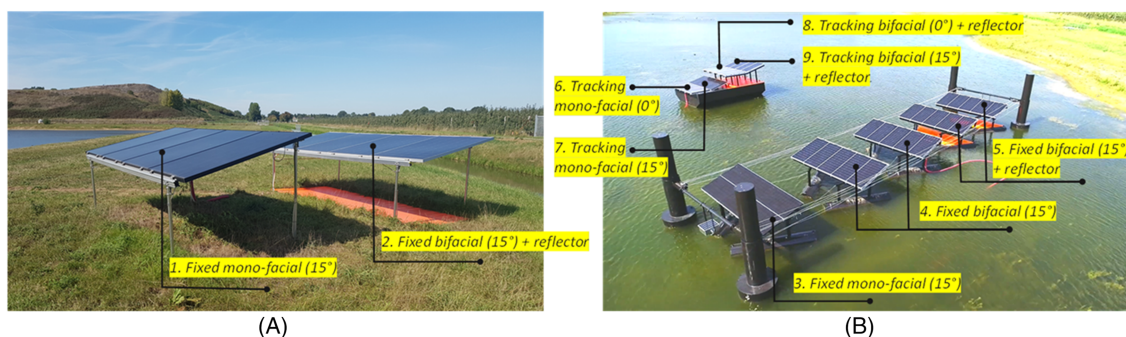 1. Fixed mono-facial (15°)
2. Fixed bifacial (15°) + reflector
(A)
8. Tracking bifacial (0°) + reflector
9. Tracking bifacial (15°)
+ reflector
6. Tracking
mono-facial (0°)
7. Tracking
mono-facial (15°)
5. Fixed bifacial (15°)
+ reflector
4. Fixed bifacial (15°)
3. Fixed mono-facial (15°)
(B)